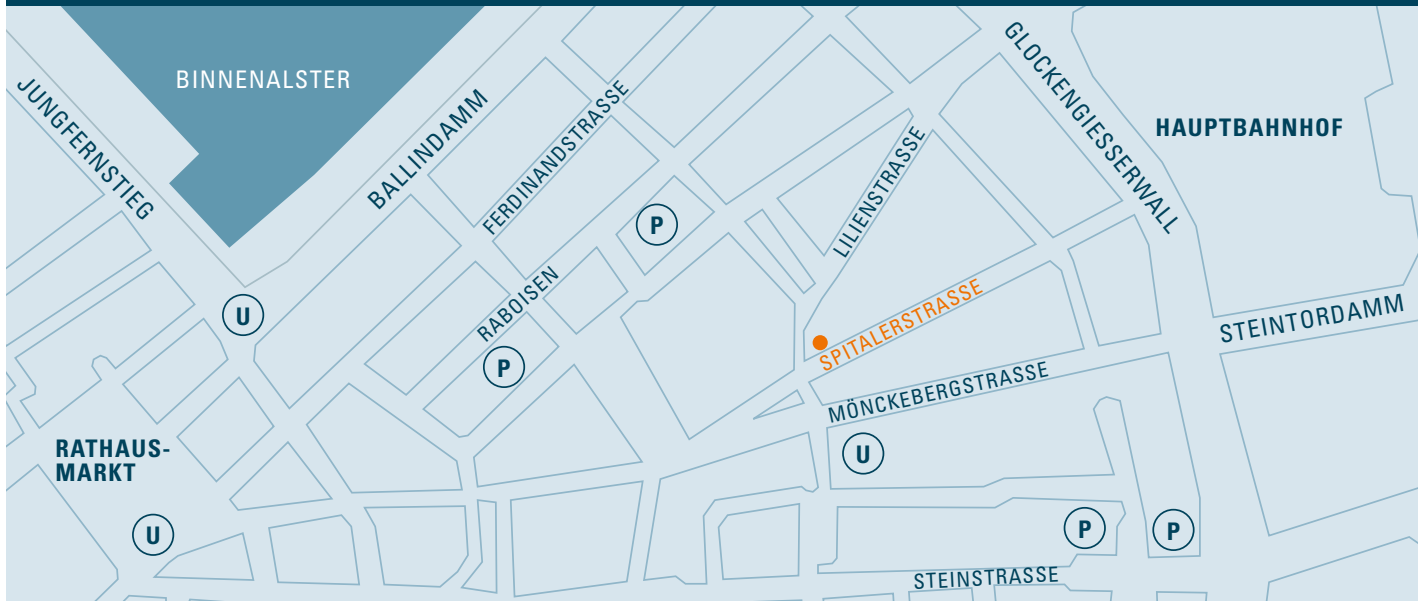 BINNENALSTER
JUNGFERNSTIEG
BALLINDAMM
FERDINANDSTRASSE
GLOCKENGIESSERWALL
HAUPTBAHNHOF
LILIENSTRASSE
P
RABOISEN
U
P
SPITALERSTRASSE
STEINTORDAMM
MÖNCKEBERGSTRASSE
RATHAUS-
MARKT
U
U
P
P
STEINSTRASSE